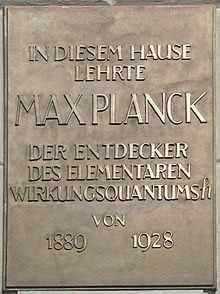 IN DIESEM HAUSE
LEHRTE
MAX PLANCK
DER ENTDECKER
DES ELEMENTAREN
WIRKUNGSQUANTUMS h
VON
1889 1928